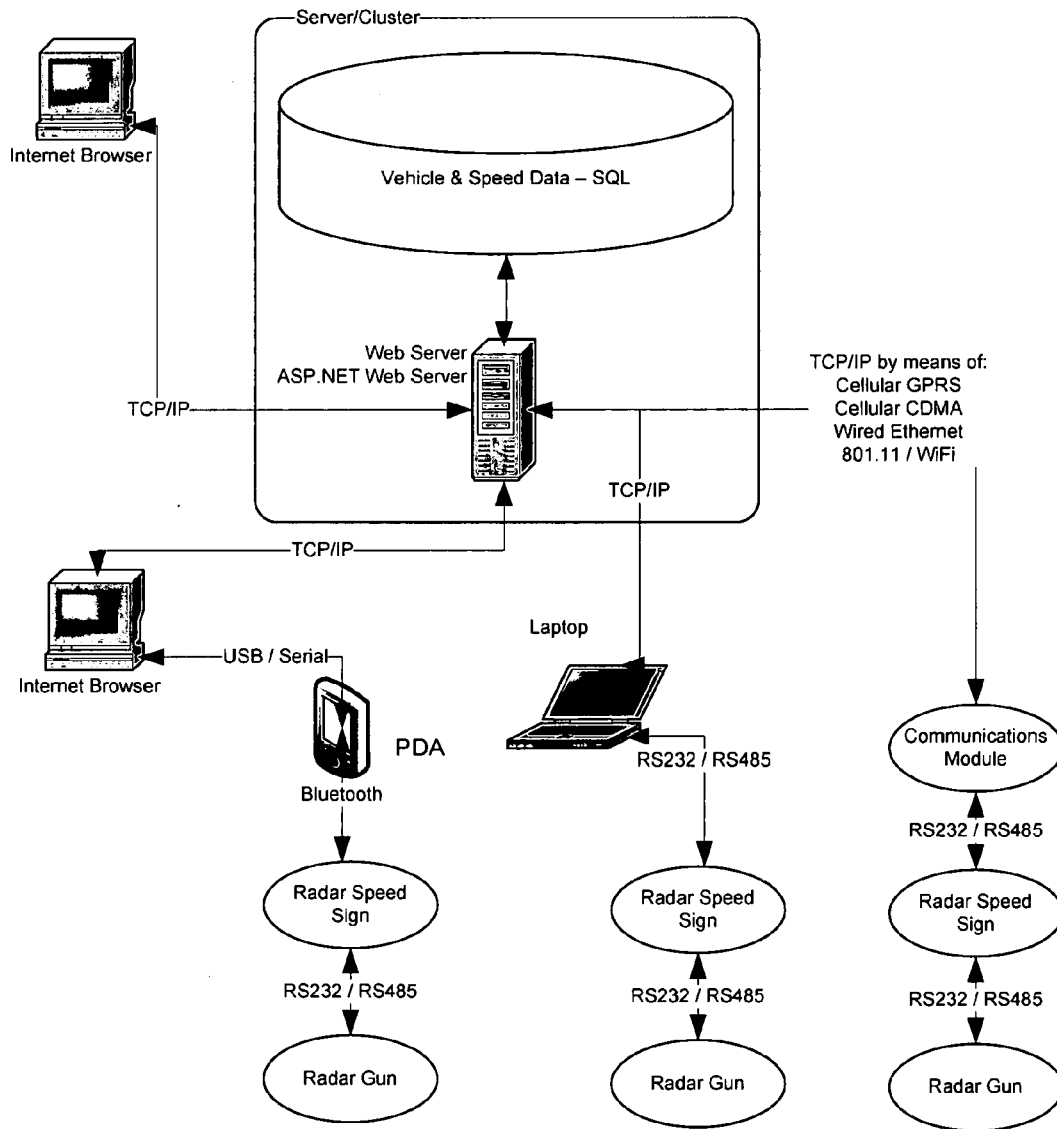 Server/Cluster
Internet Browser
Vehicle & Speed Data – SQL
Web Server
ASP.NET Web Server
TCP/IP
TCP/IP by means of:
Cellular GPRS
Cellular CDMA
Wired Ethernet
801.11 / WiFi
TCP/IP
TCP/IP
Internet Browser
USB / Serial
Laptop
PDA
Bluetooth
RS232 / RS485
Communications
Module
RS232 / RS485
Radar Speed
Sign
Radar Speed
Sign
Radar Speed
Sign
RS232 / RS485
RS232 / RS485
RS232 / RS485
Radar Gun
Radar Gun
Radar Gun